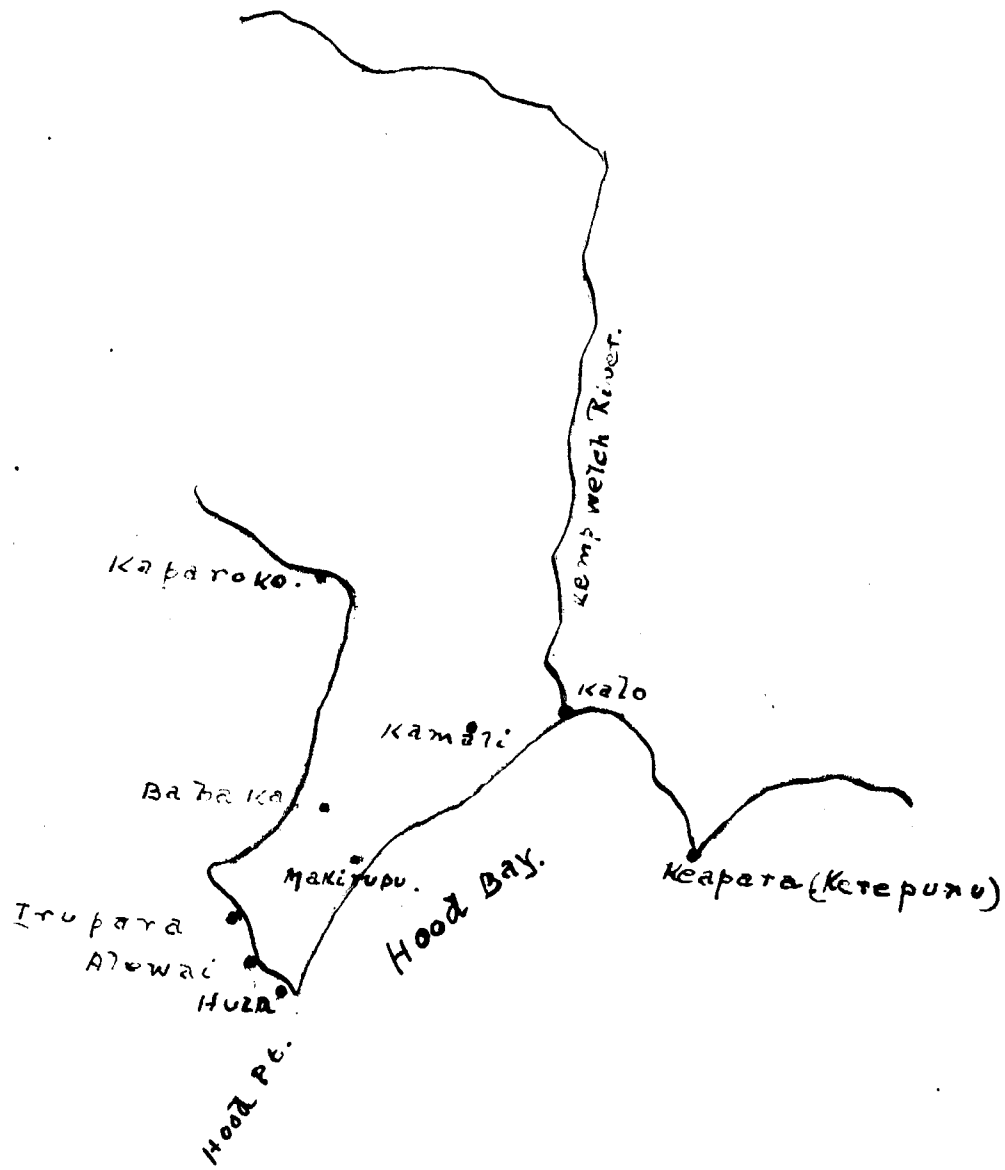 Kemp Welch River.
Kaparoko.
Kalo
Kamali
Babaka
Makirupu.
Keapara (Kerepunu)
Irupara
Hood Bay.
Alewai
Hula
Hood Pt.